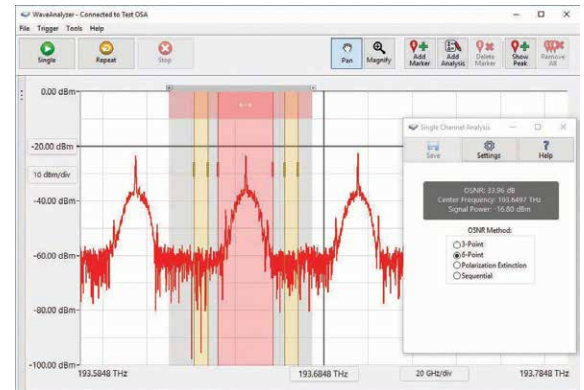 WaveAnalyzer - Connected to Test OSA
File Trigger Tools Help
Single
Repeat
Stop
Pan
Magnify
Add Marker
Add Analysis
Delete Marker
Show Peak
Remove All
0.00 dBm
-20.00 dBm
10 dBm/div
-40.00 dBm
-60.00 dBm
-80.00 dBm
-100.00 dBm
193.5848 THz
193.6848 THz
20 GHz/div
193.7848 THz
Single Channel Analysis
Save
Settings
Help
OSNR: 33.96 dB
Center Frequency: 193.6497 THz
Signal Power: -16.80 dBm
OSNR Method:
3-Point
6-Point
Polarization Extinction
Sequential